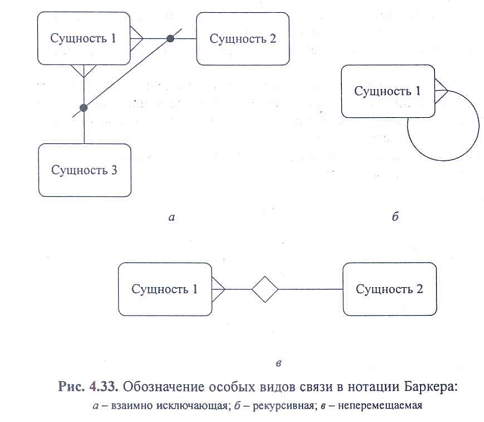 Сущность 1
Сущность 2
Сущность 3
а
Сущность 1
б
Сущность 1
Сущность 2
в
Рис. 4.33. Обозначение особых видов связи в нотации Баркера:
а – взаимно исключающая; б – рекурсивная; в – неперемещаемая